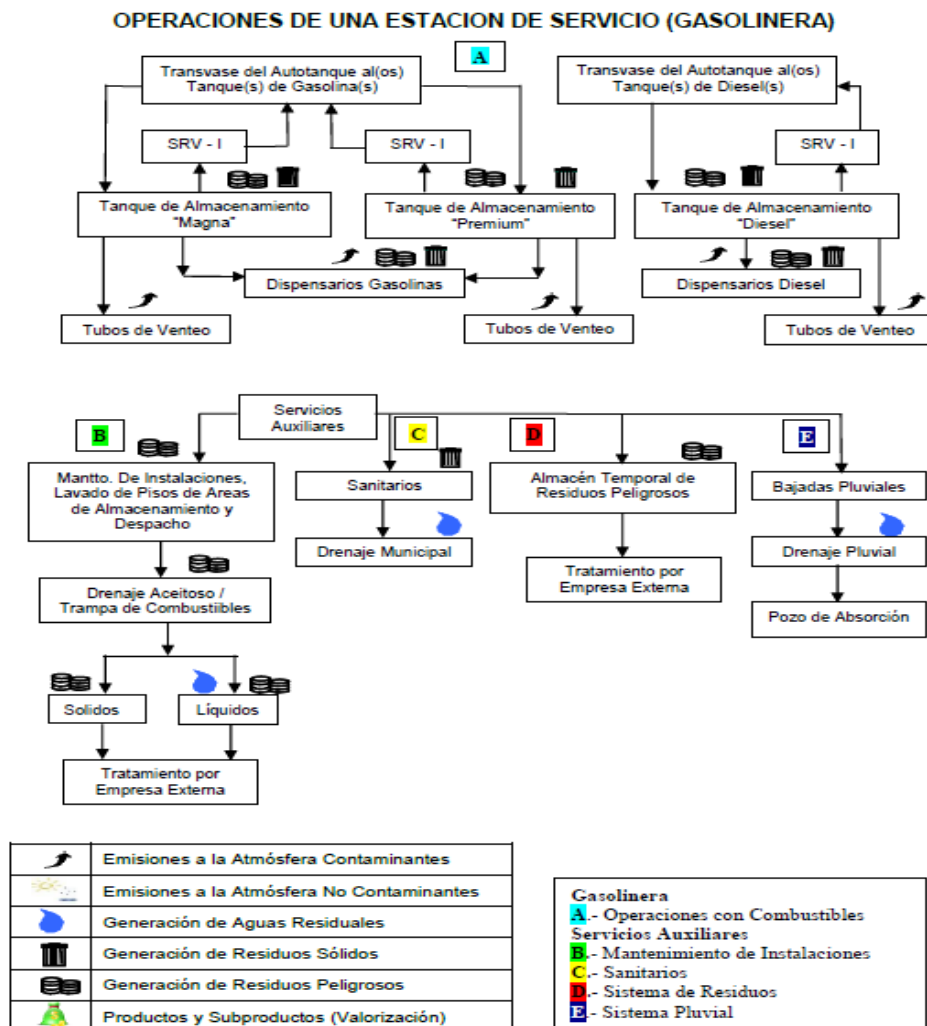 OPERACIONES DE UNA ESTACION DE SERVICIO (GASOLINERA)
A
Transvase del Autotanque al(os)
Tanque(s) de Gasolina(s)
Transvase del Autotanque al(os)
Tanque(s) de Diesel(s)
SRV - I
SRV - I
SRV - I
Tanque de Almacenamiento
"Magna"
Tanque de Almacenamiento
"Premium"
Tanque de Almacenamiento
"Diesel"
Dispensarios Gasolinas
Dispensarios Diesel
Tubos de Venteo
Tubos de Venteo
Tubos de Venteo
Servicios
Auxiliares
B
C
D
E
Mantto. De Instalaciones,
Lavado de Pisos de Areas
de Almacenamiento y
Despacho
Sanitarios
Almacén Temporal de
Residuos Peligrosos
Bajadas Pluviales
Drenaje Municipal
Drenaje Pluvial
Drenaje Aceitoso /
Trampa de Combustiibles
Tratamiento por
Empresa Externa
Pozo de Absorción
Solidos
Líquidos
Tratamiento por
Empresa Externa
Emisiones a la Atmósfera Contaminantes
Emisiones a la Atmósfera No Contaminantes
Generación de Aguas Residuales
Generación de Residuos Sólidos
Generación de Residuos Peligrosos
Productos y Subproductos (Valorización)
Gasolinera
A.- Operaciones con Combustibles
Servicios Auxiliares
B.- Mantenimiento de Instalaciones
C.- Sanitarios
D.- Sistema de Residuos
E.- Sistema Pluvial